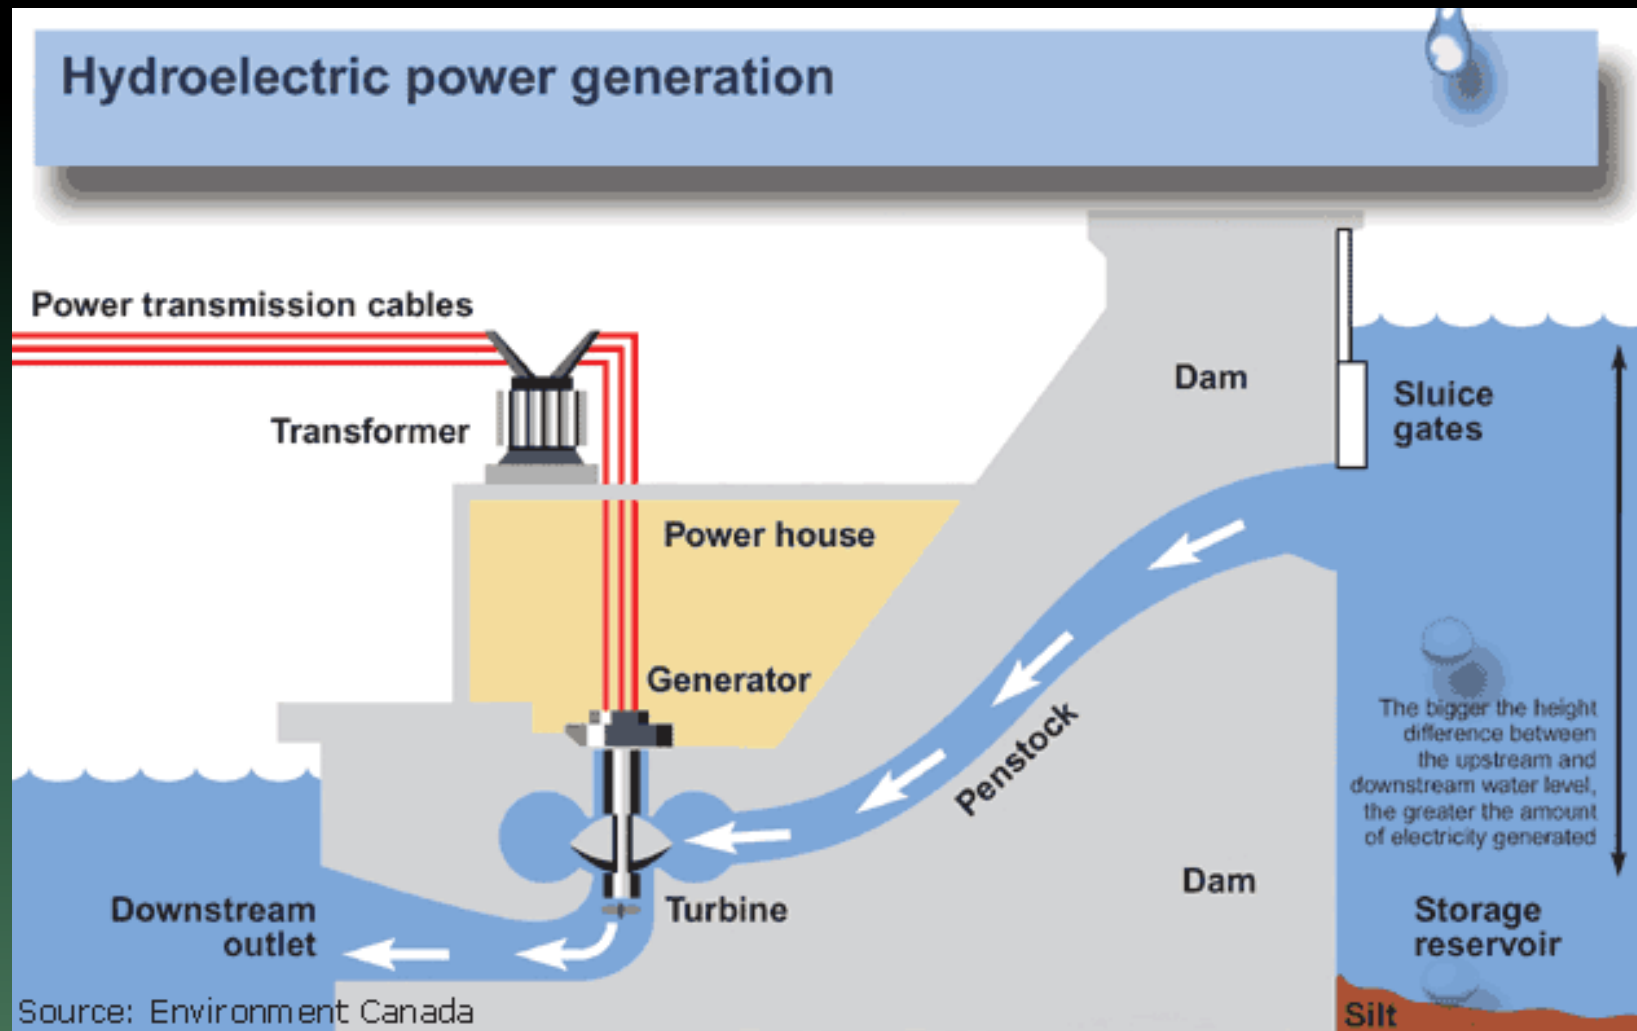 Hydroelectric power generation
Power transmission cables
Transformer
Dam
Sluice
gates
Power house
Generator
Penstock
The bigger the height
difference between
the upstream and
downstream water level,
the greater the amount
of electricity generated
Dam
Turbine
Downstream
outlet
Storage
reservoir
Source: Environment Canada
Silt